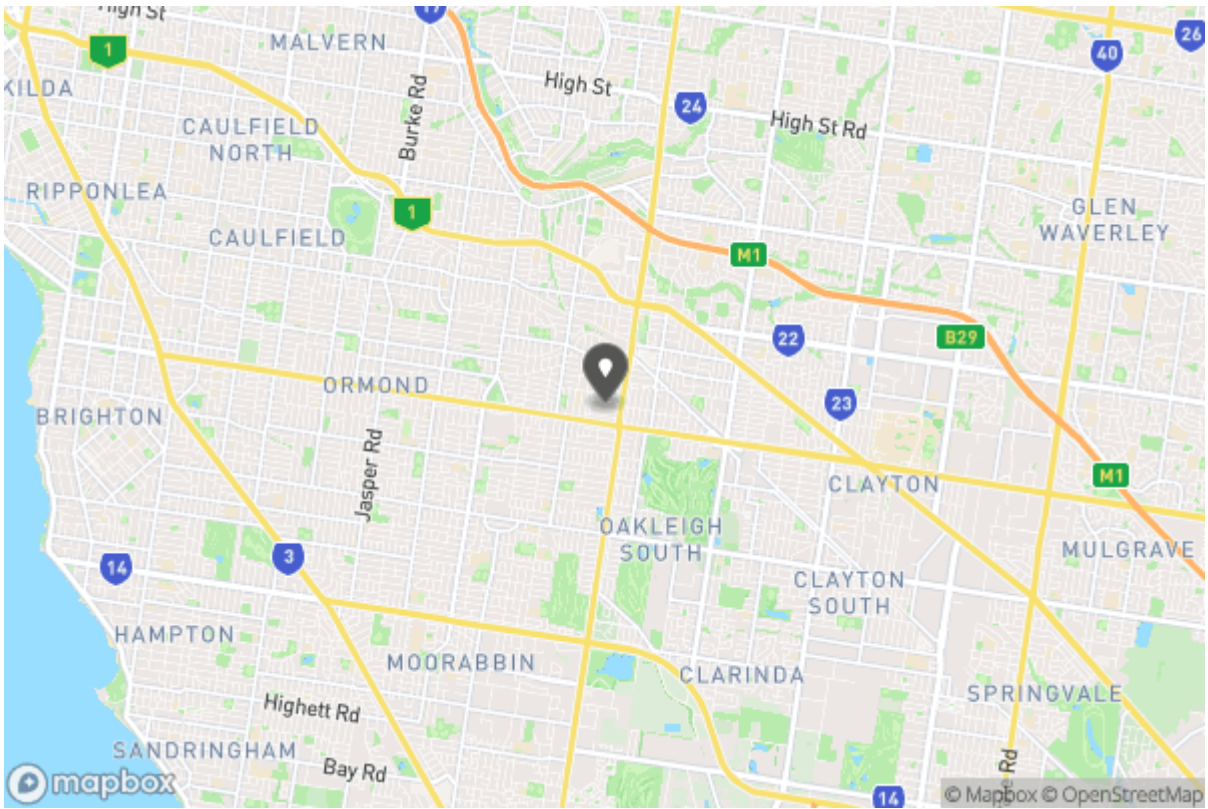 High St
17
26
1
MALVERN
40
KILDA
High St
24
Burke Rd
CAULFIELD
NORTH
High St Rd
RIPPONLEA
1
GLEN
WAVERLEY
CAULFIELD
M1
22
B29
ORMOND
23
BRIGHTON
Jasper Rd
M1
CLAYTON
OAKLEIGH
SOUTH
3
MULGRAVE
14
CLAYTON
SOUTH
HAMPTON
MOORABBIN
CLARINDA
SPRINGVALE
Highett Rd
SANDRINGHAM
Bay Rd
Rd
mapbox
14
© Mapbox © OpenStreetMap